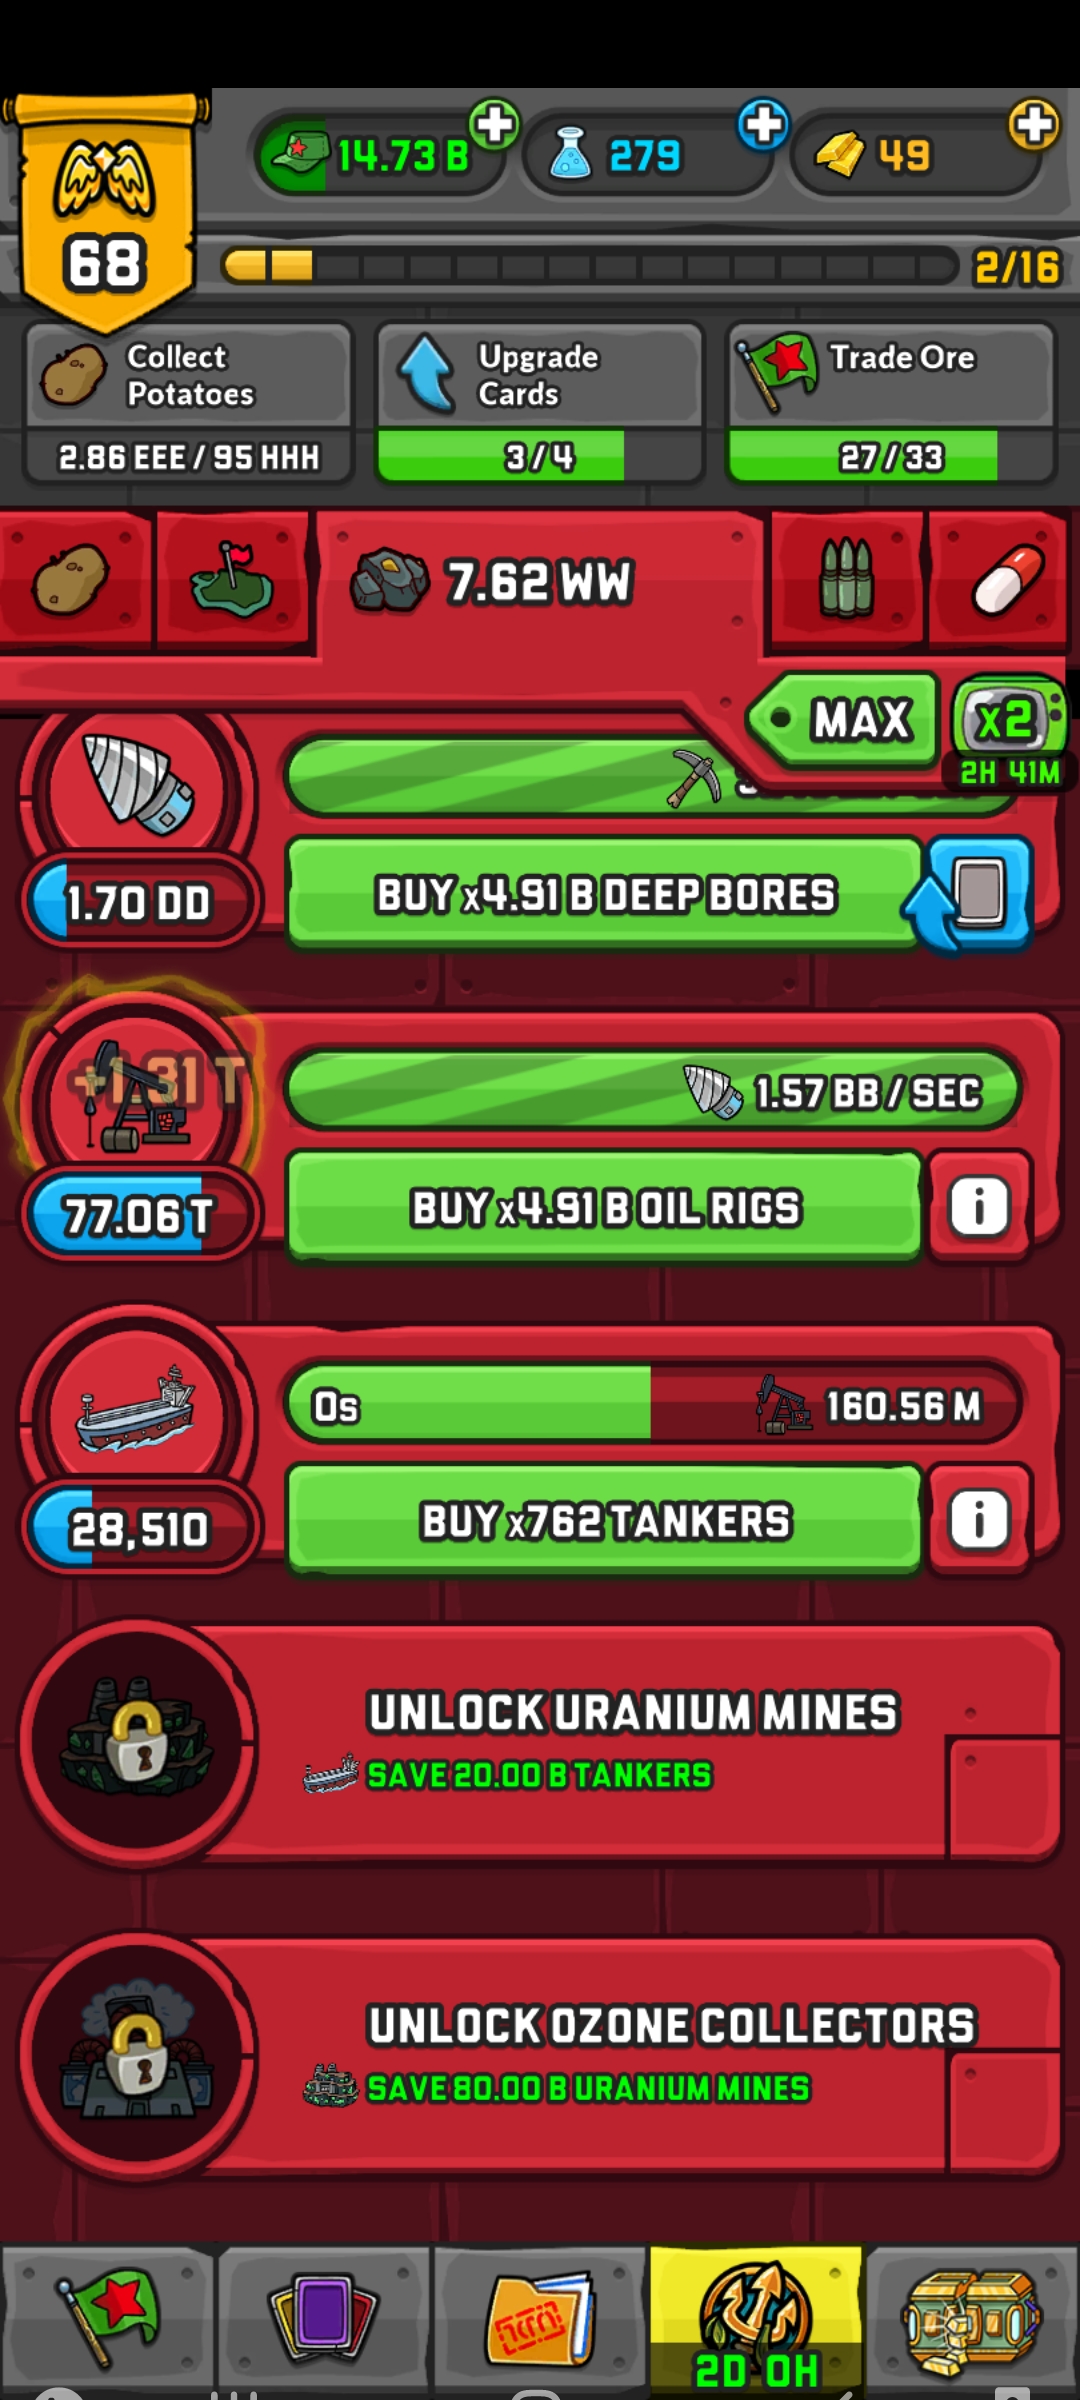 14.73 B
279
49
68
2/16
Collect
Potatoes
2.86 EEE / 95 HHH
Upgrade
Cards
3/4
Trade Ore
27/33
7.62 WW
MAX
x2
2H 41M
1.70 DD
BUY x4.91 B DEEP BORES
+1.31 T
1.57 BB / SEC
77.06 T
BUY x4.91 B OIL RIGS
i
0s
160.56 M
28,510
BUY x762 TANKERS
i
UNLOCK URANIUM MINES
SAVE 20.00 B TANKERS
UNLOCK OZONE COLLECTORS
SAVE 80.00 B URANIUM MINES
2D 0H